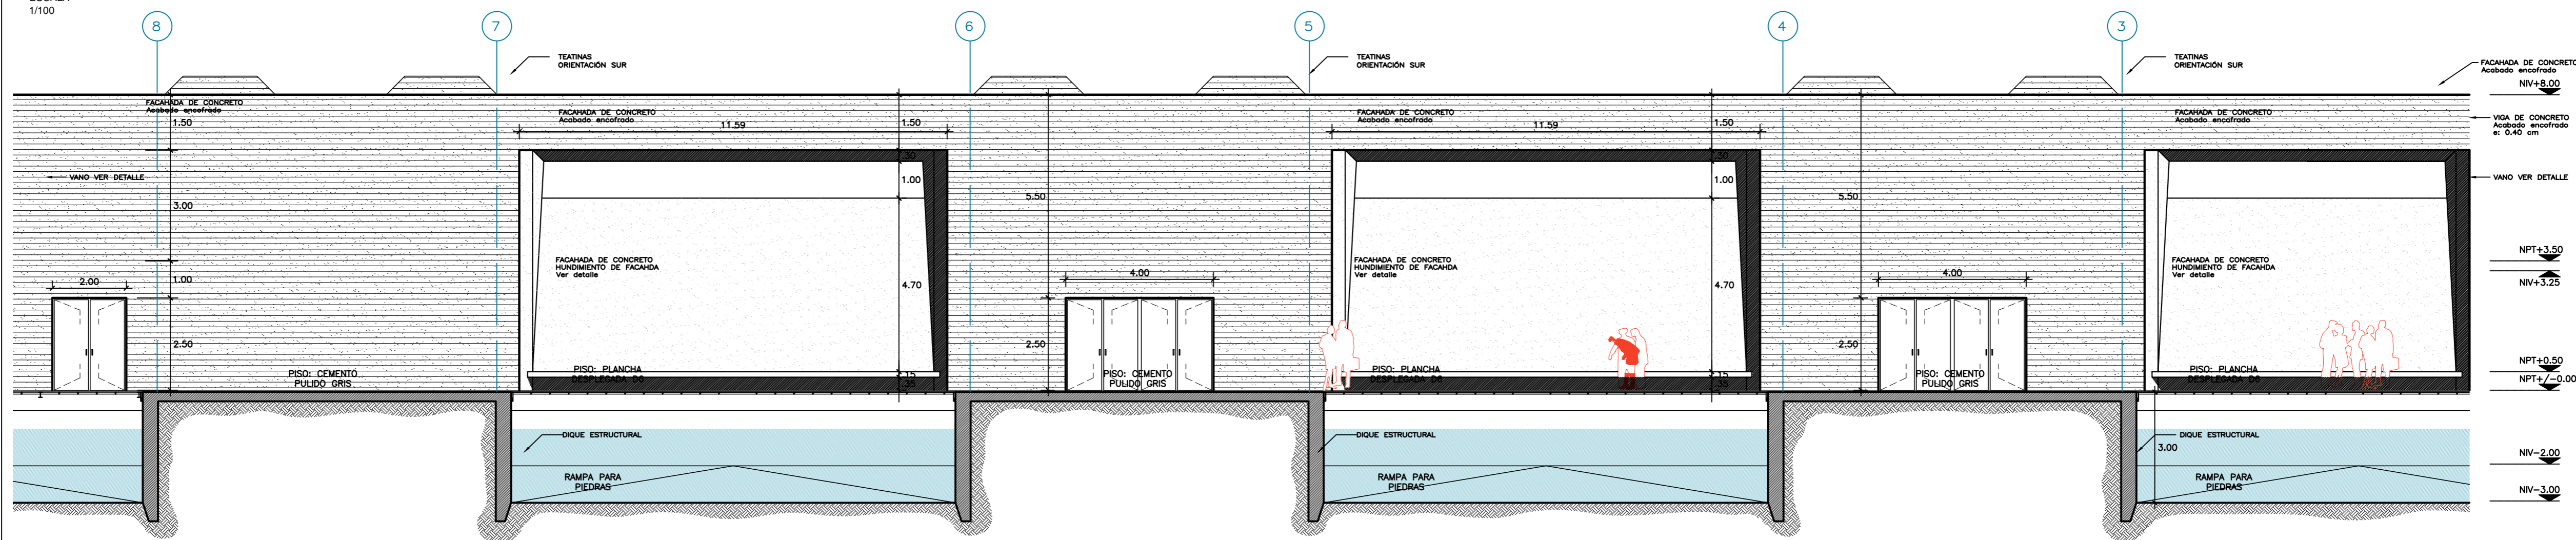 1/100
8
7
6
5
4
3
TEATINAS
ORIENTACIÓN SUR
TEATINAS
ORIENTACIÓN SUR
TEATINAS
ORIENTACIÓN SUR
FACAHADA DE CONCRETO
Acabado encofrado
NIV+8.00
FACAHADA DE CONCRETO
Acabado encofrado
1.50
FACAHADA DE CONCRETO
Acabado encofrado
11.59
1.50
FACAHADA DE CONCRETO
Acabado encofrado
11.59
1.50
FACAHADA DE CONCRETO
Acabado encofrado
VIGA DE CONCRETO
Acabado encofrado
e: 0.40 cm
.30
1.00
.30
1.00
VANO VER DETALLE
3.00
5.50
5.50
VANO VER DETALLE
FACAHADA DE CONCRETO
HUNDIMIENTO DE FACAHDA
Ver detalle
FACAHADA DE CONCRETO
HUNDIMIENTO DE FACAHDA
Ver detalle
FACAHADA DE CONCRETO
HUNDIMIENTO DE FACAHDA
Ver detalle
NPT+3.50
NIV+3.25
2.00
1.00
4.70
4.00
4.70
4.00
2.50
2.50
2.50
PISO: CEMENTO
PULIDO GRIS
PISO: PLANCHA
DESPLEGADA D6
.15
.35
PISO: CEMENTO
PULIDO GRIS
PISO: PLANCHA
DESPLEGADA D6
.15
.35
PISO: CEMENTO
PULIDO GRIS
PISO: PLANCHA
DESPLEGADA D6
NPT+0.50
NPT+/-0.00
DIQUE ESTRUCTURAL
DIQUE ESTRUCTURAL
DIQUE ESTRUCTURAL
3.00
RAMPA PARA
PIEDRAS
RAMPA PARA
PIEDRAS
RAMPA PARA
PIEDRAS
NIV-2.00
NIV-3.00